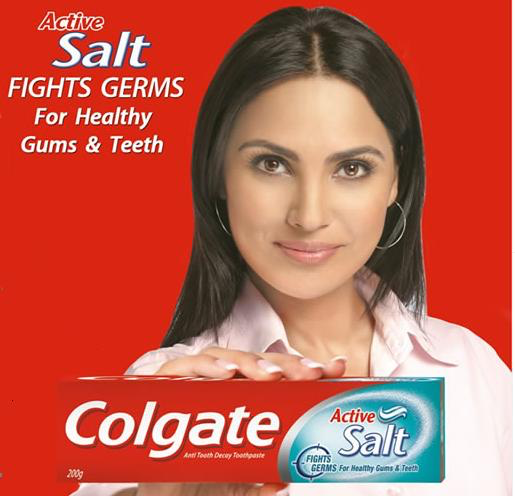 Active
Salt
FIGHTS GERMS
For Healthy
Gums & Teeth
Colgate
Anti Tooth Decay Toothpaste
200g
Active
Salt
FIGHTS
GERMS For Healthy Gums & Teeth